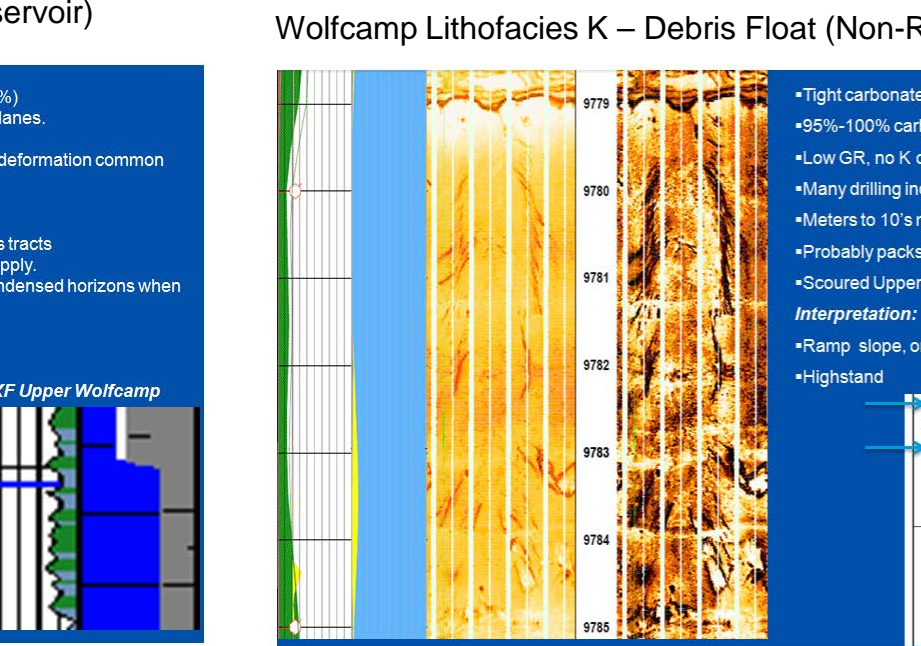 servoir)
%)
lanes.
deformation common
s tracts
pply.
ndensed horizons when
KF Upper Wolfcamp
Wolfcamp Lithofacies K – Debris Float (Non-R
9779
9780
9781
9782
9783
9784
9785
▪Tight carbonate
▪95%-100% carb
▪Low GR, no K o
▪Many drilling ind
▪Meters to 10's m
▪Probably packs
▪Scoured Upper
Interpretation:
▪Ramp slope, o
▪Highstand